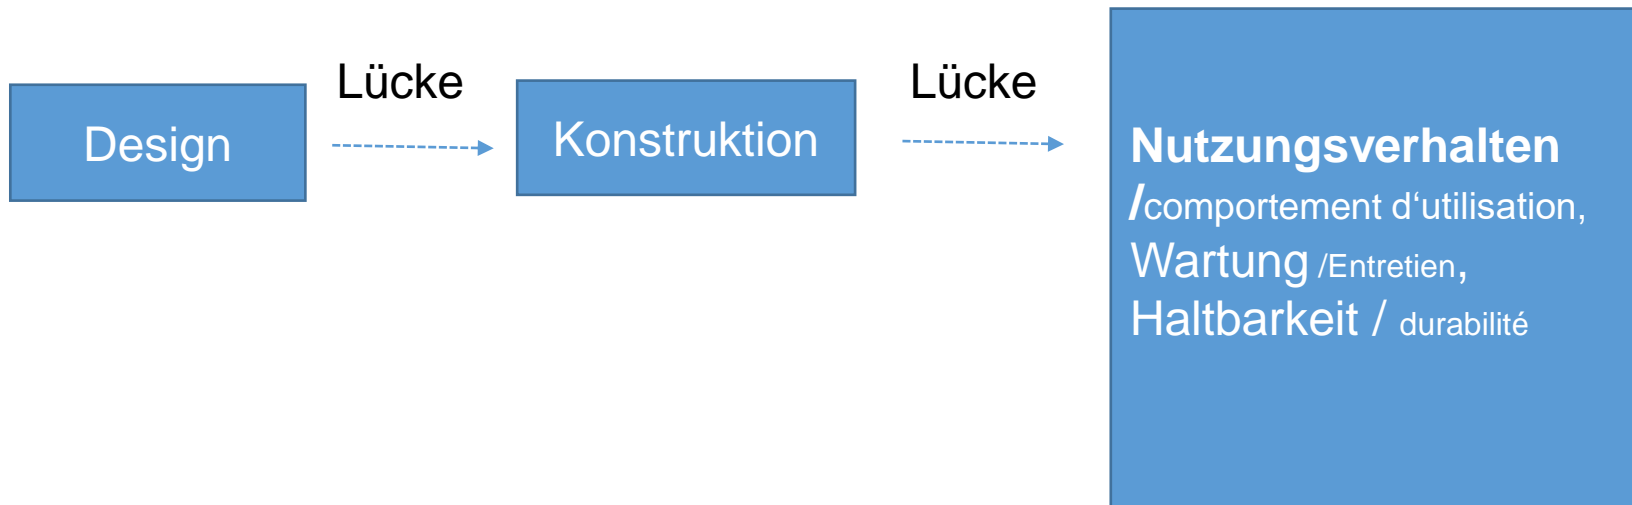 Design
Lücke
Konstruktion
Lücke
Nutzungsverhalten
/comportement d‘utilisation,
Wartung /Entretien,
Haltbarkeit / durabilité